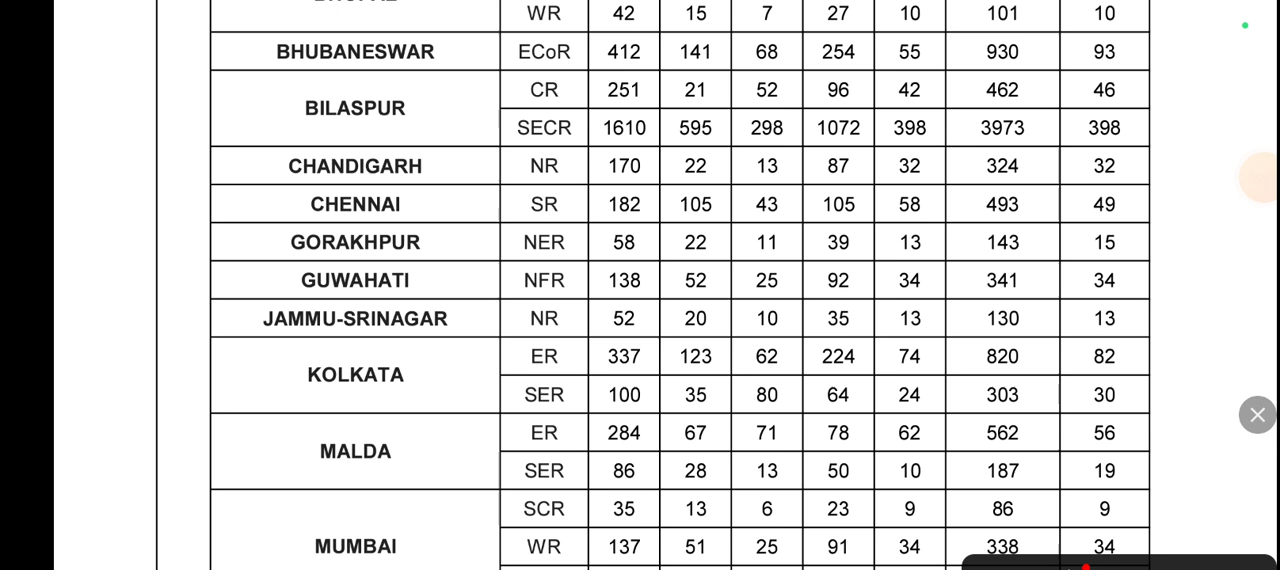 WR 42 15 7 27 10 101 10
BHUBANESWAR ECoR 412 141 68 254 55 930 93
BILASPUR CR 251 21 52 96 42 462 46
SECR 1610 595 298 1072 398 3973 398
CHANDIGARH NR 170 22 13 87 32 324 32
CHENNAI SR 182 105 43 105 58 493 49
GORAKHPUR NER 58 22 11 39 13 143 15
GUWAHATI NFR 138 52 25 92 34 341 34
JAMMU-SRINAGAR NR 52 20 10 35 13 130 13
KOLKATA ER 337 123 62 224 74 820 82
SER 100 35 80 64 24 303 30
MALDA ER 284 67 71 78 62 562 56
SER 86 28 13 50 10 187 19
MUMBAI SCR 35 13 6 23 9 86 9
WR 137 51 25 91 34 338 34